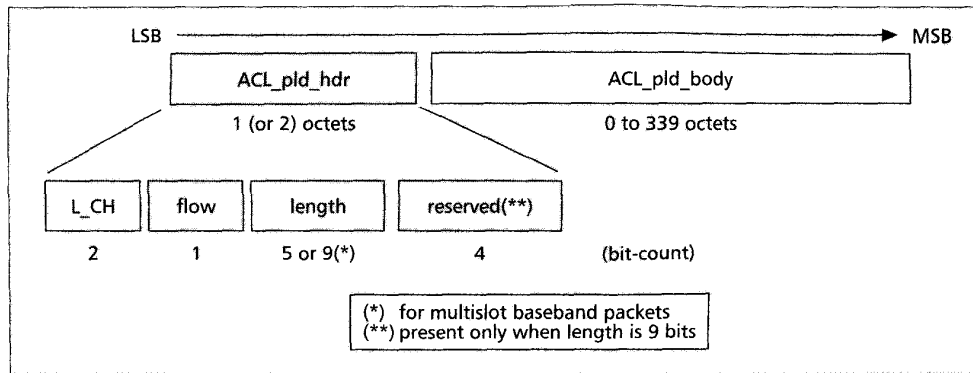 LSB MSB
ACL_pld_hdr ACL_pld_body
1 (or 2) octets 0 to 339 octets
L_CH flow length reserved(**)
2 1 5 or 9(*) 4 (bit-count)
(*) for multislot baseband packets
(**) present only when length is 9 bits